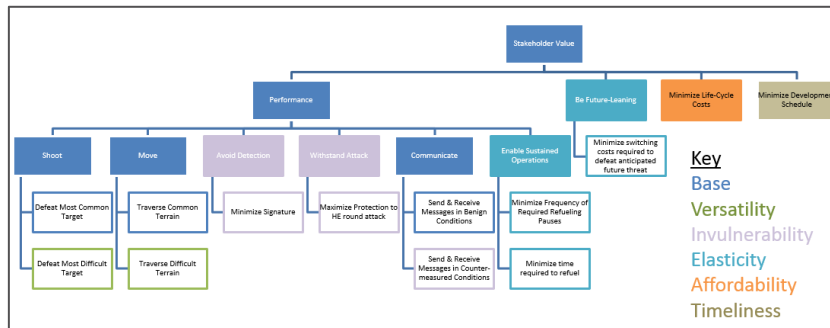 Stakeholder Value
Performance
Be Future-Leaning
Minimize Life-Cycle
Costs
Minimize Development
Schedule
Shoot
Move
Avoid Detection
Withstand Attack
Communicate
Enable Sustained
Operations
Minimize switching
costs required to
defeat anticipated
future threat
Defeat Most Common
Target
Traverse Common
Terrain
Minimize Signature
Maximize Protection to
HE round attack
Send & Receive
Messages in Benign
Conditions
Minimize Frequency of
Required Refueling
Pauses
Defeat Most Difficult
Target
Traverse Difficult
Terrain
Send & Receive
Messages in Counter-
measured Conditions
Minimize time
required to refuel
Key
Base
Versatility
Invulnerability
Elasticity
Affordability
Timeliness